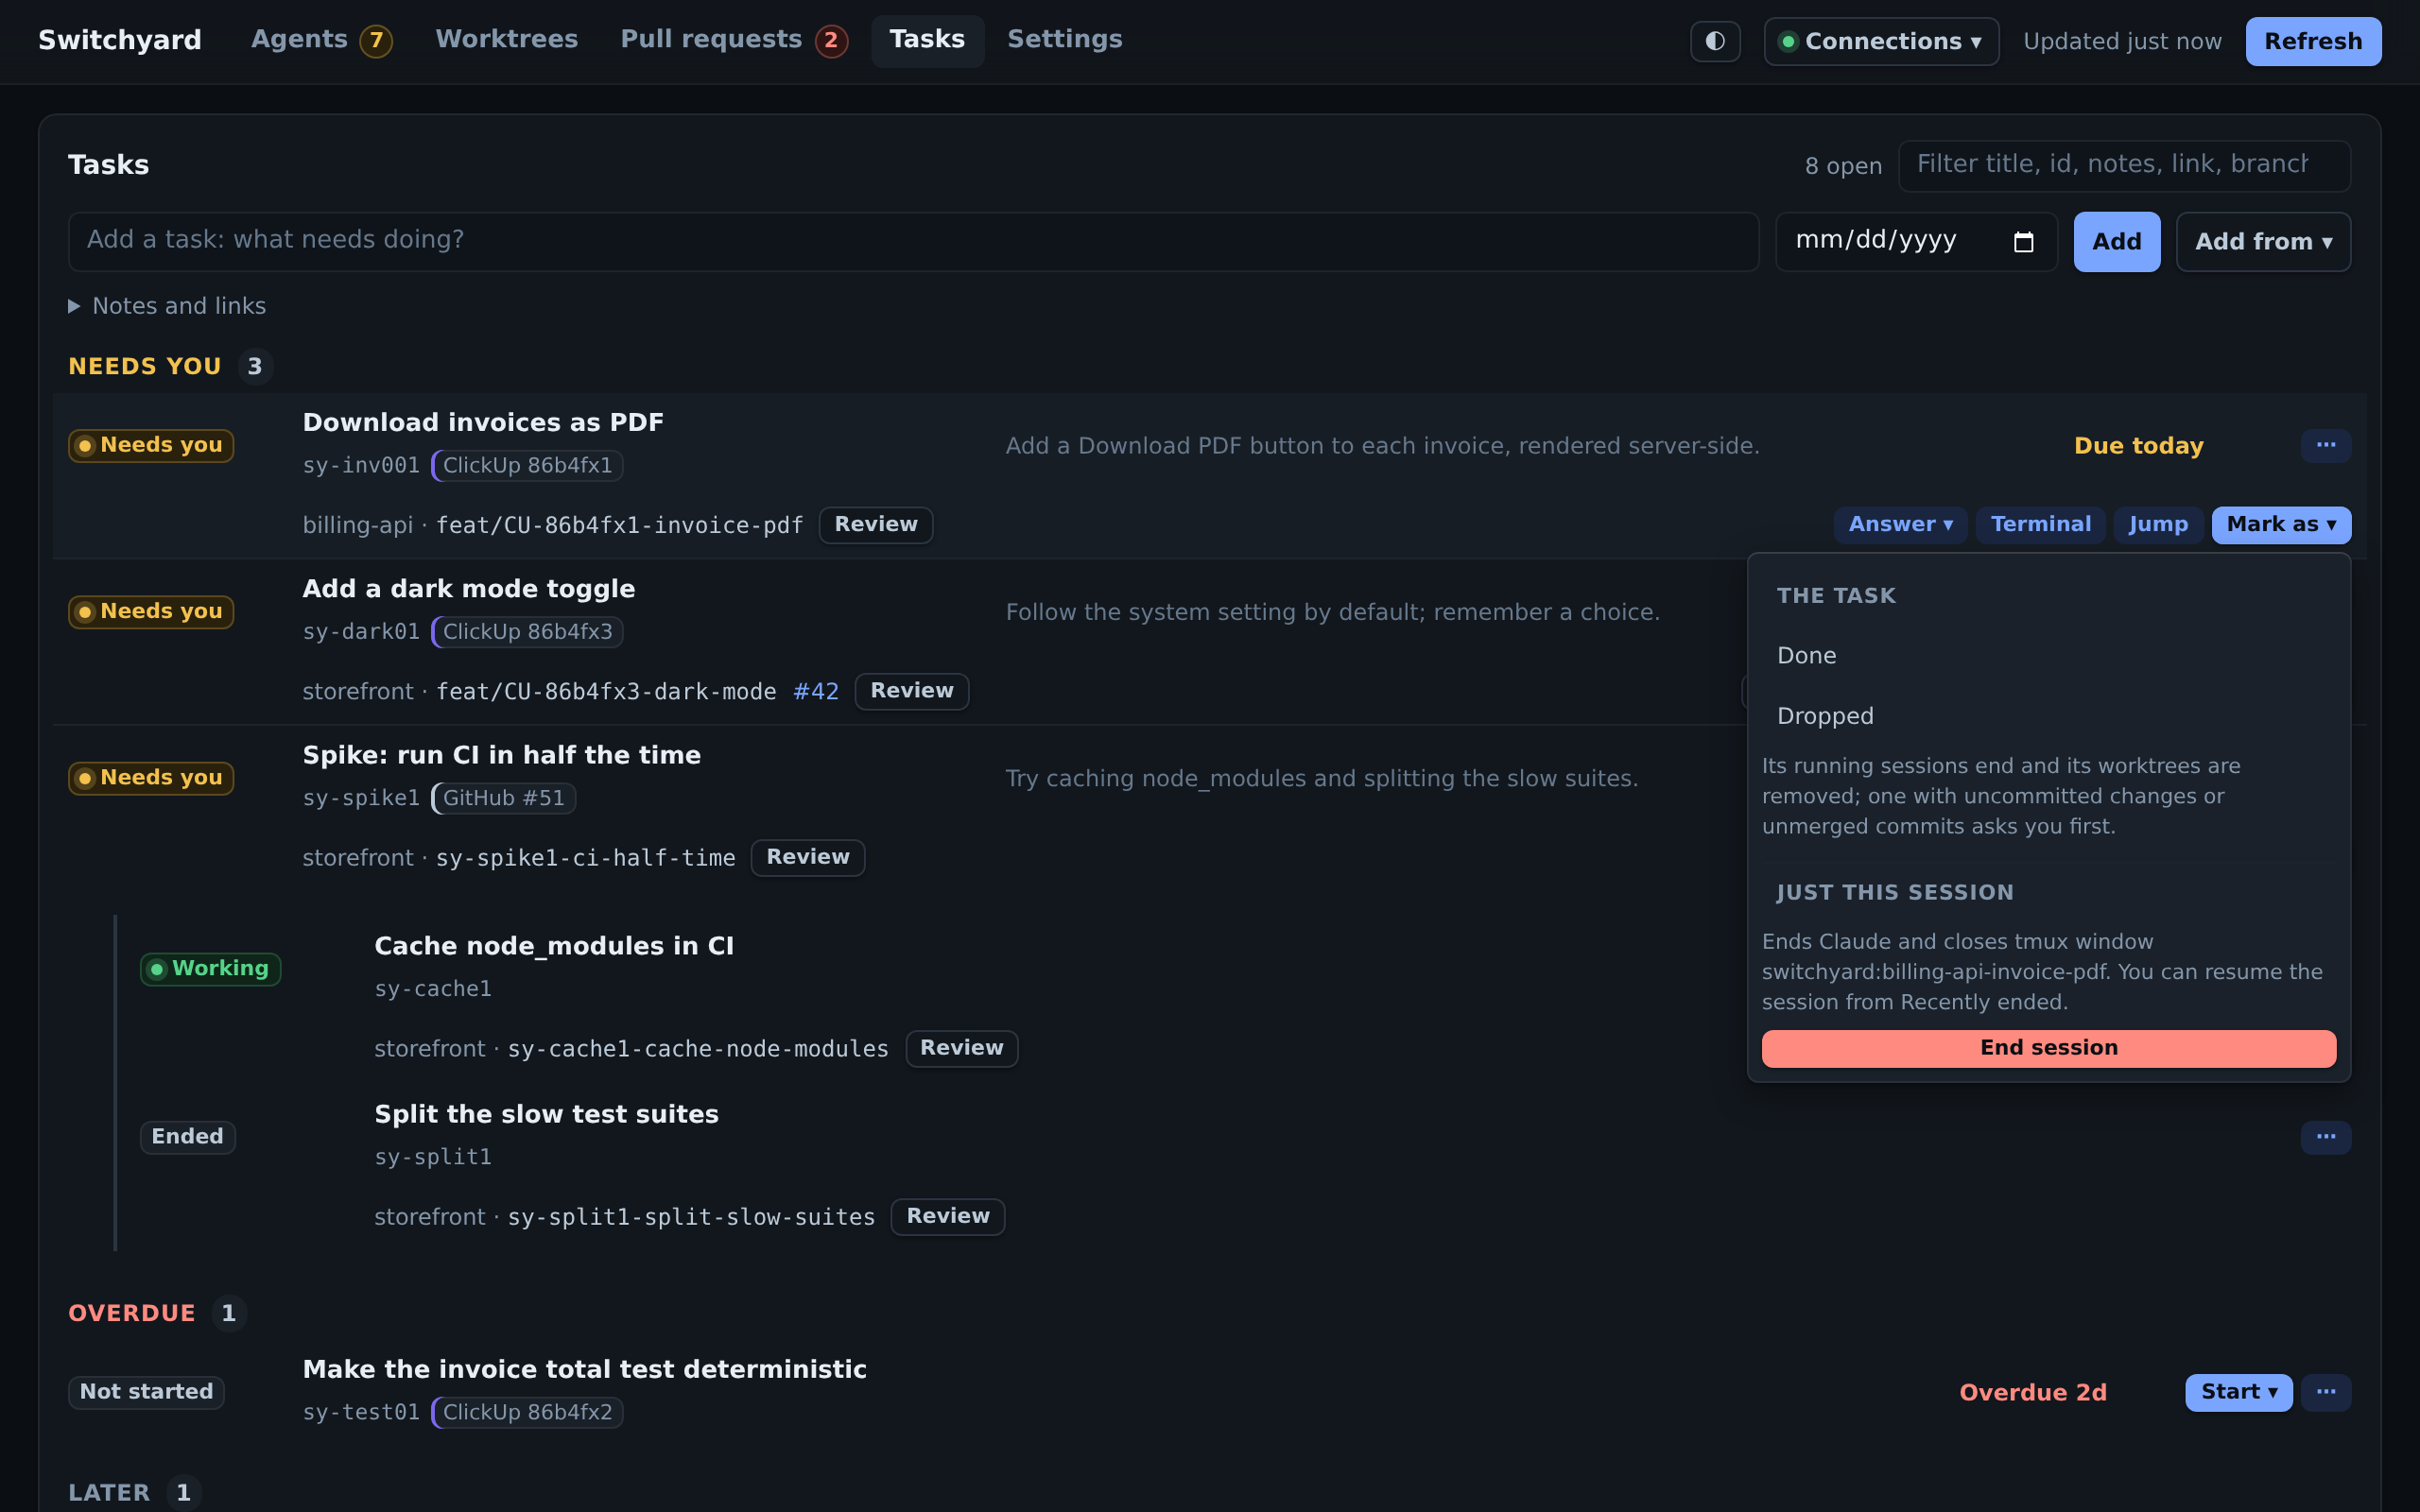 Switchyard
Agents 7
Worktrees
Pull requests 2
Tasks
Settings
Connections ▾
Updated just now
Refresh
Tasks
8 open
Filter title, id, notes, link, branch
Add a task: what needs doing?
mm/dd/yyyy
Add
Add from ▾
▶ Notes and links
NEEDS YOU 3
Needs you
Download invoices as PDF
sy-inv001 ClickUp 86b4fx1
Add a Download PDF button to each invoice, rendered server-side.
Due today
···
billing-api · feat/CU-86b4fx1-invoice-pdf Review
Answer ▾
Terminal
Jump
Mark as ▾
Needs you
Add a dark mode toggle
sy-dark01 ClickUp 86b4fx3
Follow the system setting by default; remember a choice.
storefront · feat/CU-86b4fx3-dark-mode #42 Review
Needs you
Spike: run CI in half the time
sy-spike1 GitHub #51
Try caching node_modules and splitting the slow suites.
storefront · sy-spike1-ci-half-time Review
THE TASK
Done
Dropped
Its running sessions end and its worktrees are
removed; one with uncommitted changes or
unmerged commits asks you first.
JUST THIS SESSION
Ends Claude and closes tmux window
switchyard:billing-api-invoice-pdf. You can resume the
session from Recently ended.
End session
Working
Cache node_modules in CI
sy-cache1
storefront · sy-cache1-cache-node-modules Review
Ended
Split the slow test suites
sy-split1
···
storefront · sy-split1-split-slow-suites Review
OVERDUE 1
Not started
Make the invoice total test deterministic
sy-test01 ClickUp 86b4fx2
Overdue 2d
Start ▾
···
LATER 1